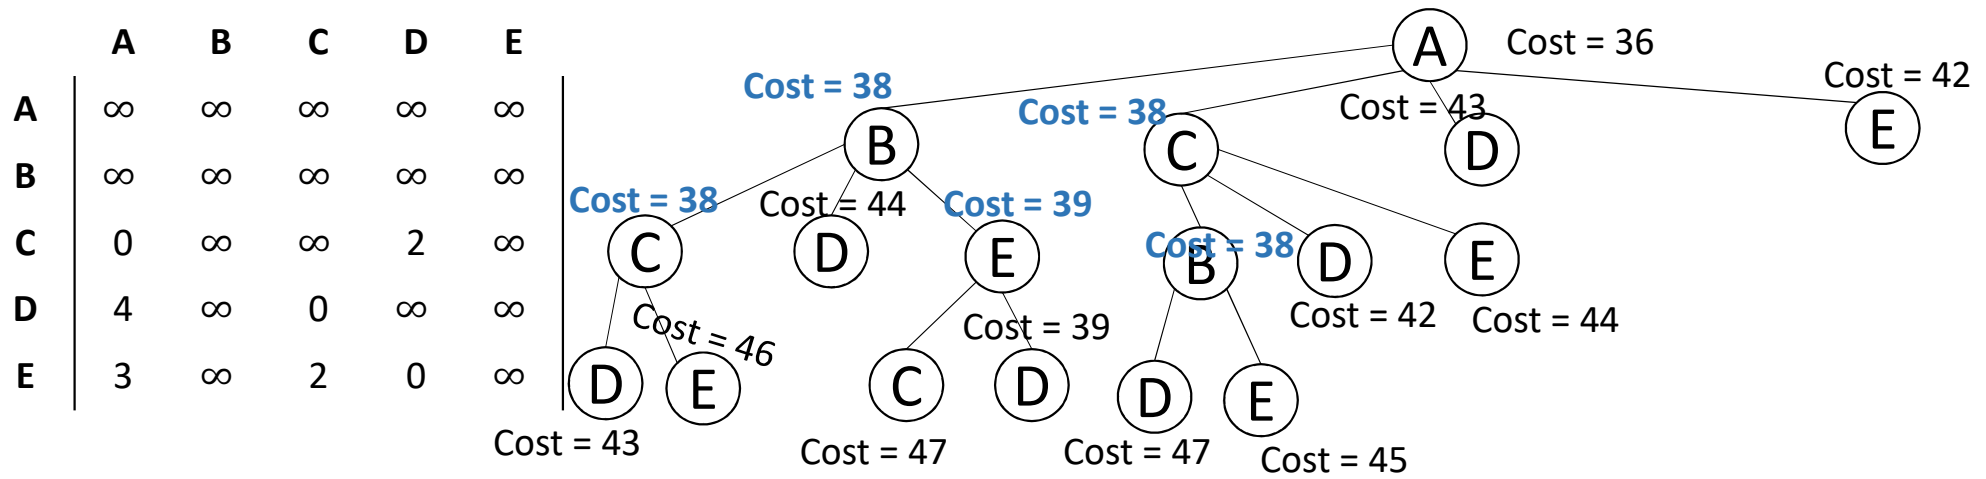 A B C D E
A ∞ ∞ ∞ ∞ ∞
B ∞ ∞ ∞ ∞ ∞
C 0 ∞ ∞ 2 ∞
D 4 ∞ 0 ∞ ∞
E 3 ∞ 2 0 ∞
A Cost = 36
Cost = 38
B
Cost = 38
C
Cost = 43
D
Cost = 42
E
Cost = 38
C
Cost = 44
D
Cost = 39
E
Cost = 38
B
D
Cost = 42
E
Cost = 44
D
Cost = 43
Cost = 46
E
C
Cost = 47
Cost = 39
D
D
Cost = 47
E
Cost = 45